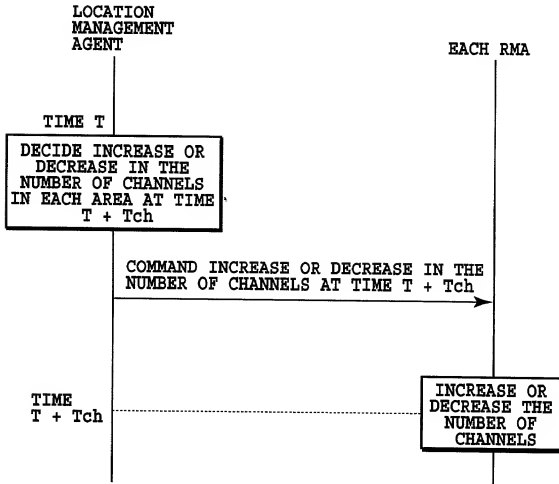 LOCATION
MANAGEMENT
AGENT
EACH RMA
TIME T
DECIDE INCREASE OR
DECREASE IN THE
NUMBER OF CHANNELS
IN EACH AREA AT TIME
T + Tch
COMMAND INCREASE OR DECREASE IN THE
NUMBER OF CHANNELS AT TIME T + Tch
TIME
T + Tch
INCREASE OR
DECREASE THE
NUMBER OF
CHANNELS